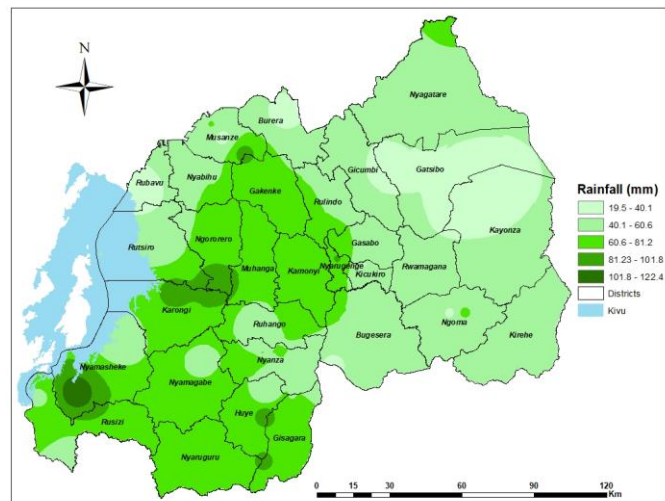 N
Nyagatare
Burera
Musanze
Gicumbi
Gatsibo
Rubavu
Nyabihu
Gakenke
Rulindo
Kayonza
Rutsiro
Ngororero
Gasabo
Muhanga
Kamonyi
Nyarugenge
Kicukiro
Rwamagana
Karongi
Ruhango
Bugesera
Ngoma
Kirehe
Nyamasheke
Nyanza
Nyamagabe
Huye
Rusizi
Gisagara
Nyaruguru
Rainfall (mm)
19.5 - 40.1
40.1 - 60.6
60.6 - 81.2
81.23 - 101.8
101.8 - 122.4
Districts
Kivu
0 15 30 60 90 120
Km